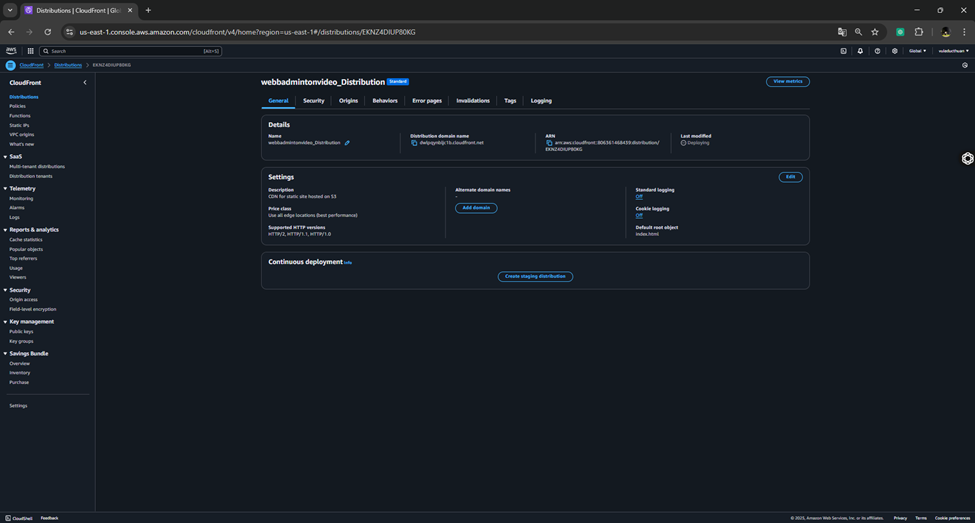 Distributions | CloudFront | Glo
us-east-1.console.aws.amazon.com/cloudfront/v4/home?region=us-east-1#/distributions/EKNZ4DIUP80KG
aws
Search
[Alt+S]
Global
CloudFront
Distributions
EKNZ4DIUP80KG
CloudFront
Distributions
Policies
Functions
Static IPs
VPC origins
What's new
SaaS
Multi-tenant distributions
Distribution tenants
Telemetry
Monitoring
Alarms
Logs
Reports & analytics
Cache statistics
Popular objects
Top referrers
Usage
Viewers
Security
Origin access
Field-level encryption
Key management
Public keys
Key groups
Savings Bundle
Overview
Inventory
Purchase
Settings
webbadmintonvideo_Distribution
Standard
View metrics
General
Security
Origins
Behaviors
Error pages
Invalidations
Tags
Logging
Details
Name
webbadmintonvideo_Distribution
Distribution domain name
ARN
EKNZ4DIUP80KG
Last modified
Deploying
Settings
Edit
Description
CDN for static site hosted on S3
Price class
Use all edge locations (best performance)
Supported HTTP versions
HTTP/2, HTTP/1.1, HTTP/1.0
Alternate domain names
-
Add domain
Standard logging
Off
Cookie logging
Off
Default root object
index.html
Continuous deployment Info
Create staging distribution
CloudShell
Feedback
© 2025, Amazon Web Services, Inc. or its affiliates.
Privacy
Terms
Cookie preferences